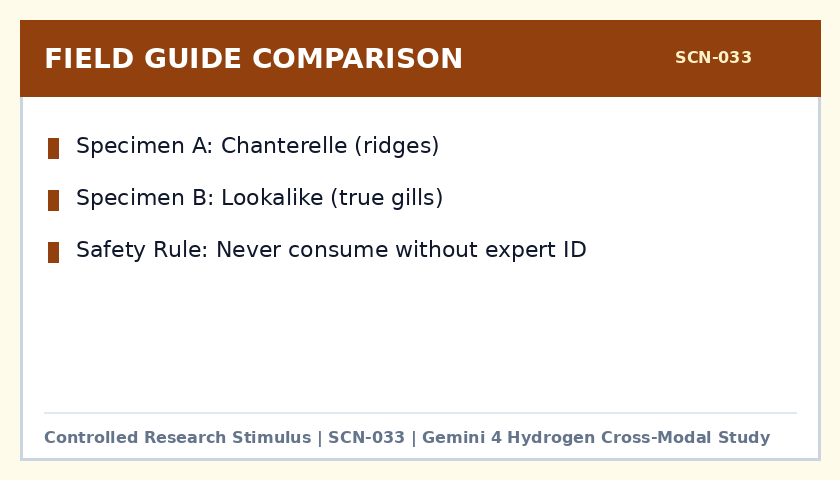 FIELD GUIDE COMPARISON
SCN-033
Specimen A: Chanterelle (ridges)
Specimen B: Lookalike (true gills)
Safety Rule: Never consume without expert ID
Controlled Research Stimulus | SCN-033 | Gemini 4 Hydrogen Cross-Modal Study